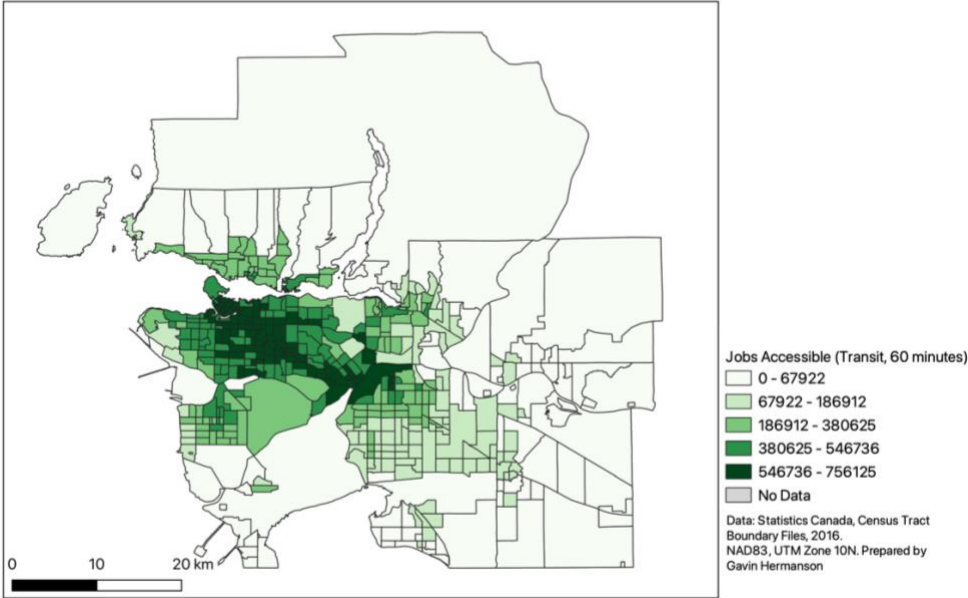 Jobs Accessible (Transit, 60 minutes)
0 - 67922
67922 - 186912
186912 - 380625
380625 - 546736
546736 - 756125
No Data
Data: Statistics Canada, Census Tract
Boundary Files, 2016.
NAD83, UTM Zone 10N. Prepared by
Gavin Hermanson
0 10 20 km